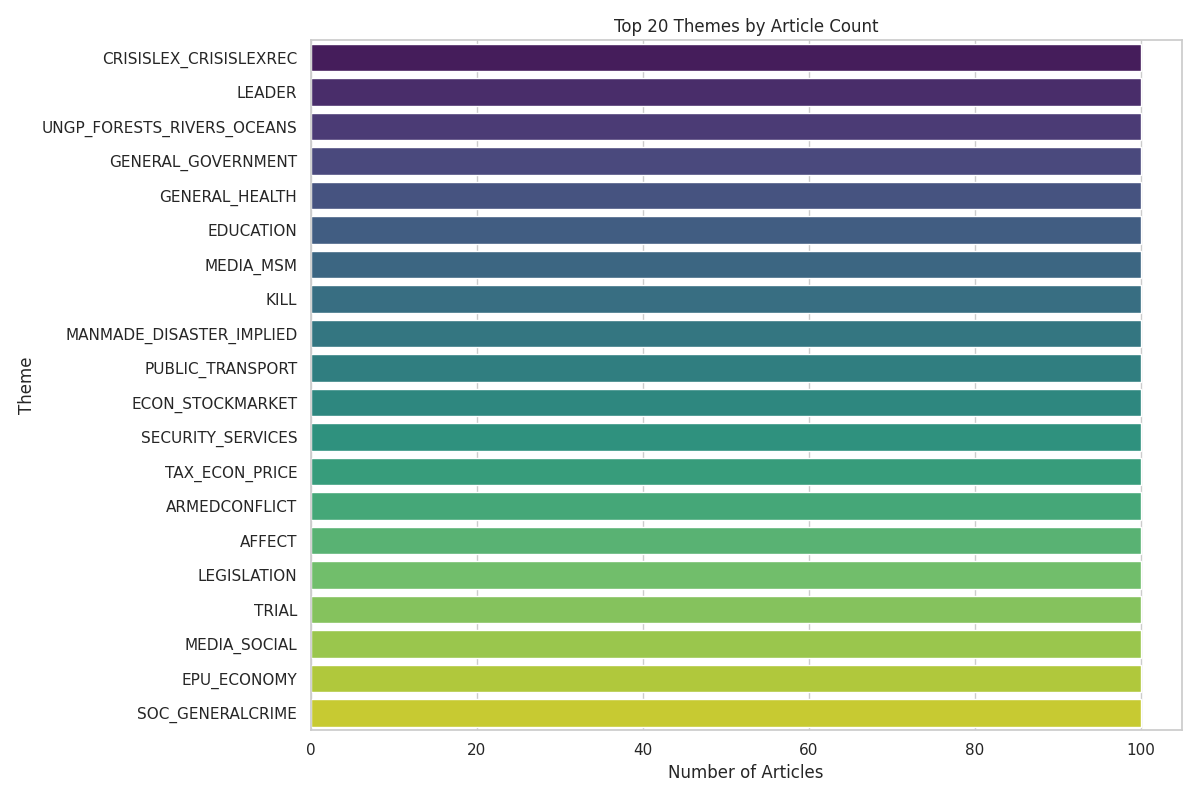 Top 20 Themes by Article Count
Theme
CRISISLEX_CRISISLEXREC
LEADER
UNGP_FORESTS_RIVERS_OCEANS
GENERAL_GOVERNMENT
GENERAL_HEALTH
EDUCATION
MEDIA_MSM
KILL
MANMADE_DISASTER_IMPLIED
PUBLIC_TRANSPORT
ECON_STOCKMARKET
SECURITY_SERVICES
TAX_ECON_PRICE
ARMEDCONFLICT
AFFECT
LEGISLATION
TRIAL
MEDIA_SOCIAL
EPU_ECONOMY
SOC_GENERALCRIME
0 20 40 60 80 100
Number of Articles